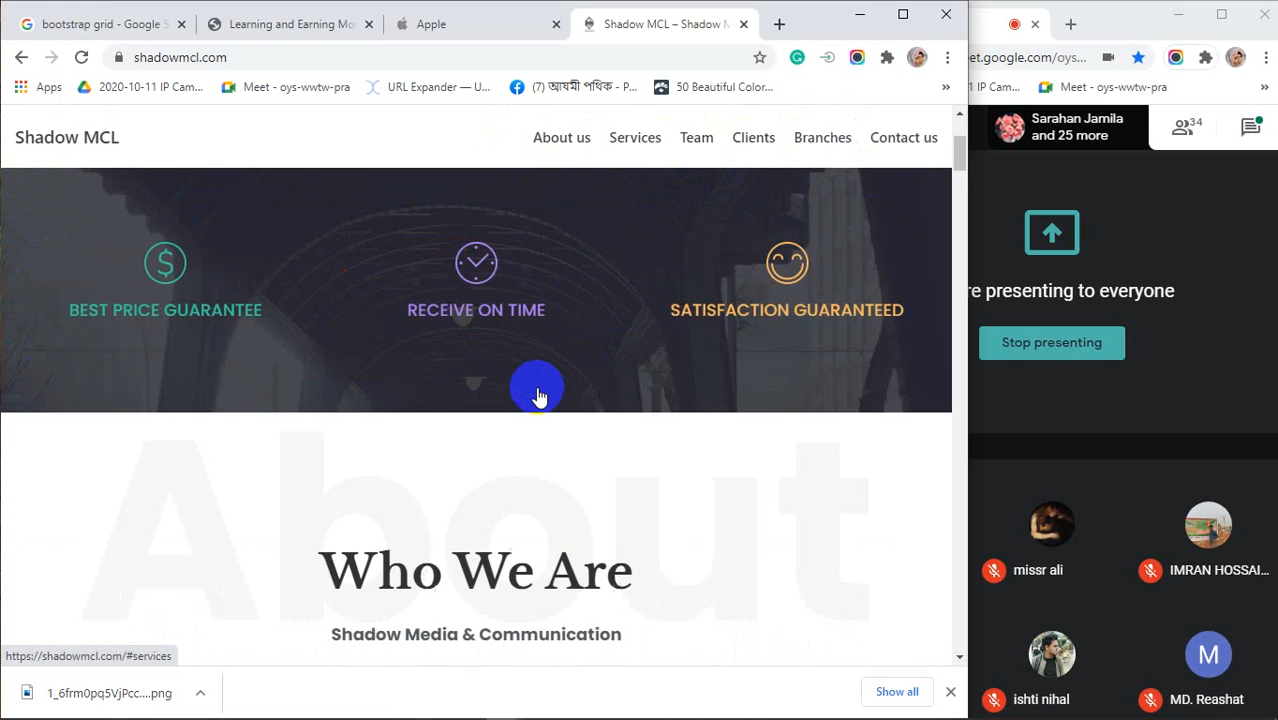 bootstrap grid - Google S
Learning and Earning Mo
Apple
Shadow MCL – Shadow M
shadowmcl.com
et.google.com/oys...
Apps
2020-10-11 IP Cam...
Meet - oys-wwtw-pra
URL Expander — U...
(7) আযমী পথিক - P...
50 Beautiful Color...
»
1 IP Cam...
Meet - oys-wwtw-pra
»
Shadow MCL
About us
Services
Team
Clients
Branches
Contact us
Sarahan Jamila
and 25 more
34
BEST PRICE GUARANTEE
RECEIVE ON TIME
SATISFACTION GUARANTEED
re presenting to everyone
Stop presenting
About
Who We Are
Shadow Media & Communication
missr ali
IMRAN HOSSAI...
M
ishti nihal
MD. Reashat
https://shadowmcl.com/#services
1_6frm0pq5VjPcc....png
Show all